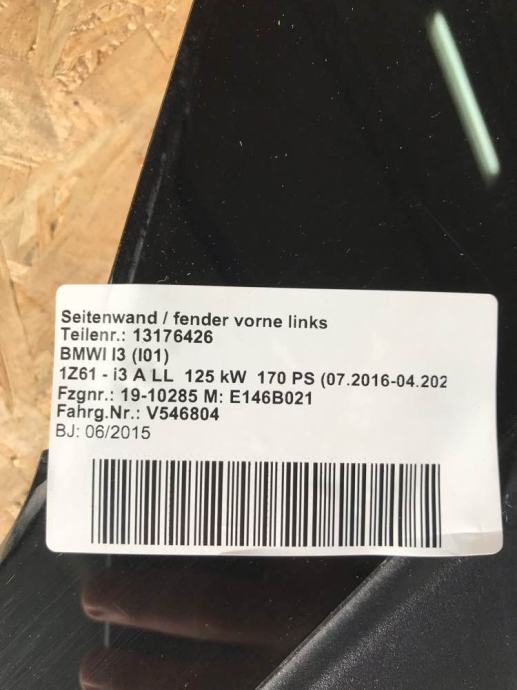 Seitenwand / fender vorne links
Teilenr.: 13176426
BMWI I3 (I01)
1Z61 - i3 A LL 125 kW 170 PS (07.2016-04.202
Fzgnr.: 19-10285 M: E146B021
Fahrg.Nr.: V546804
BJ: 06/2015